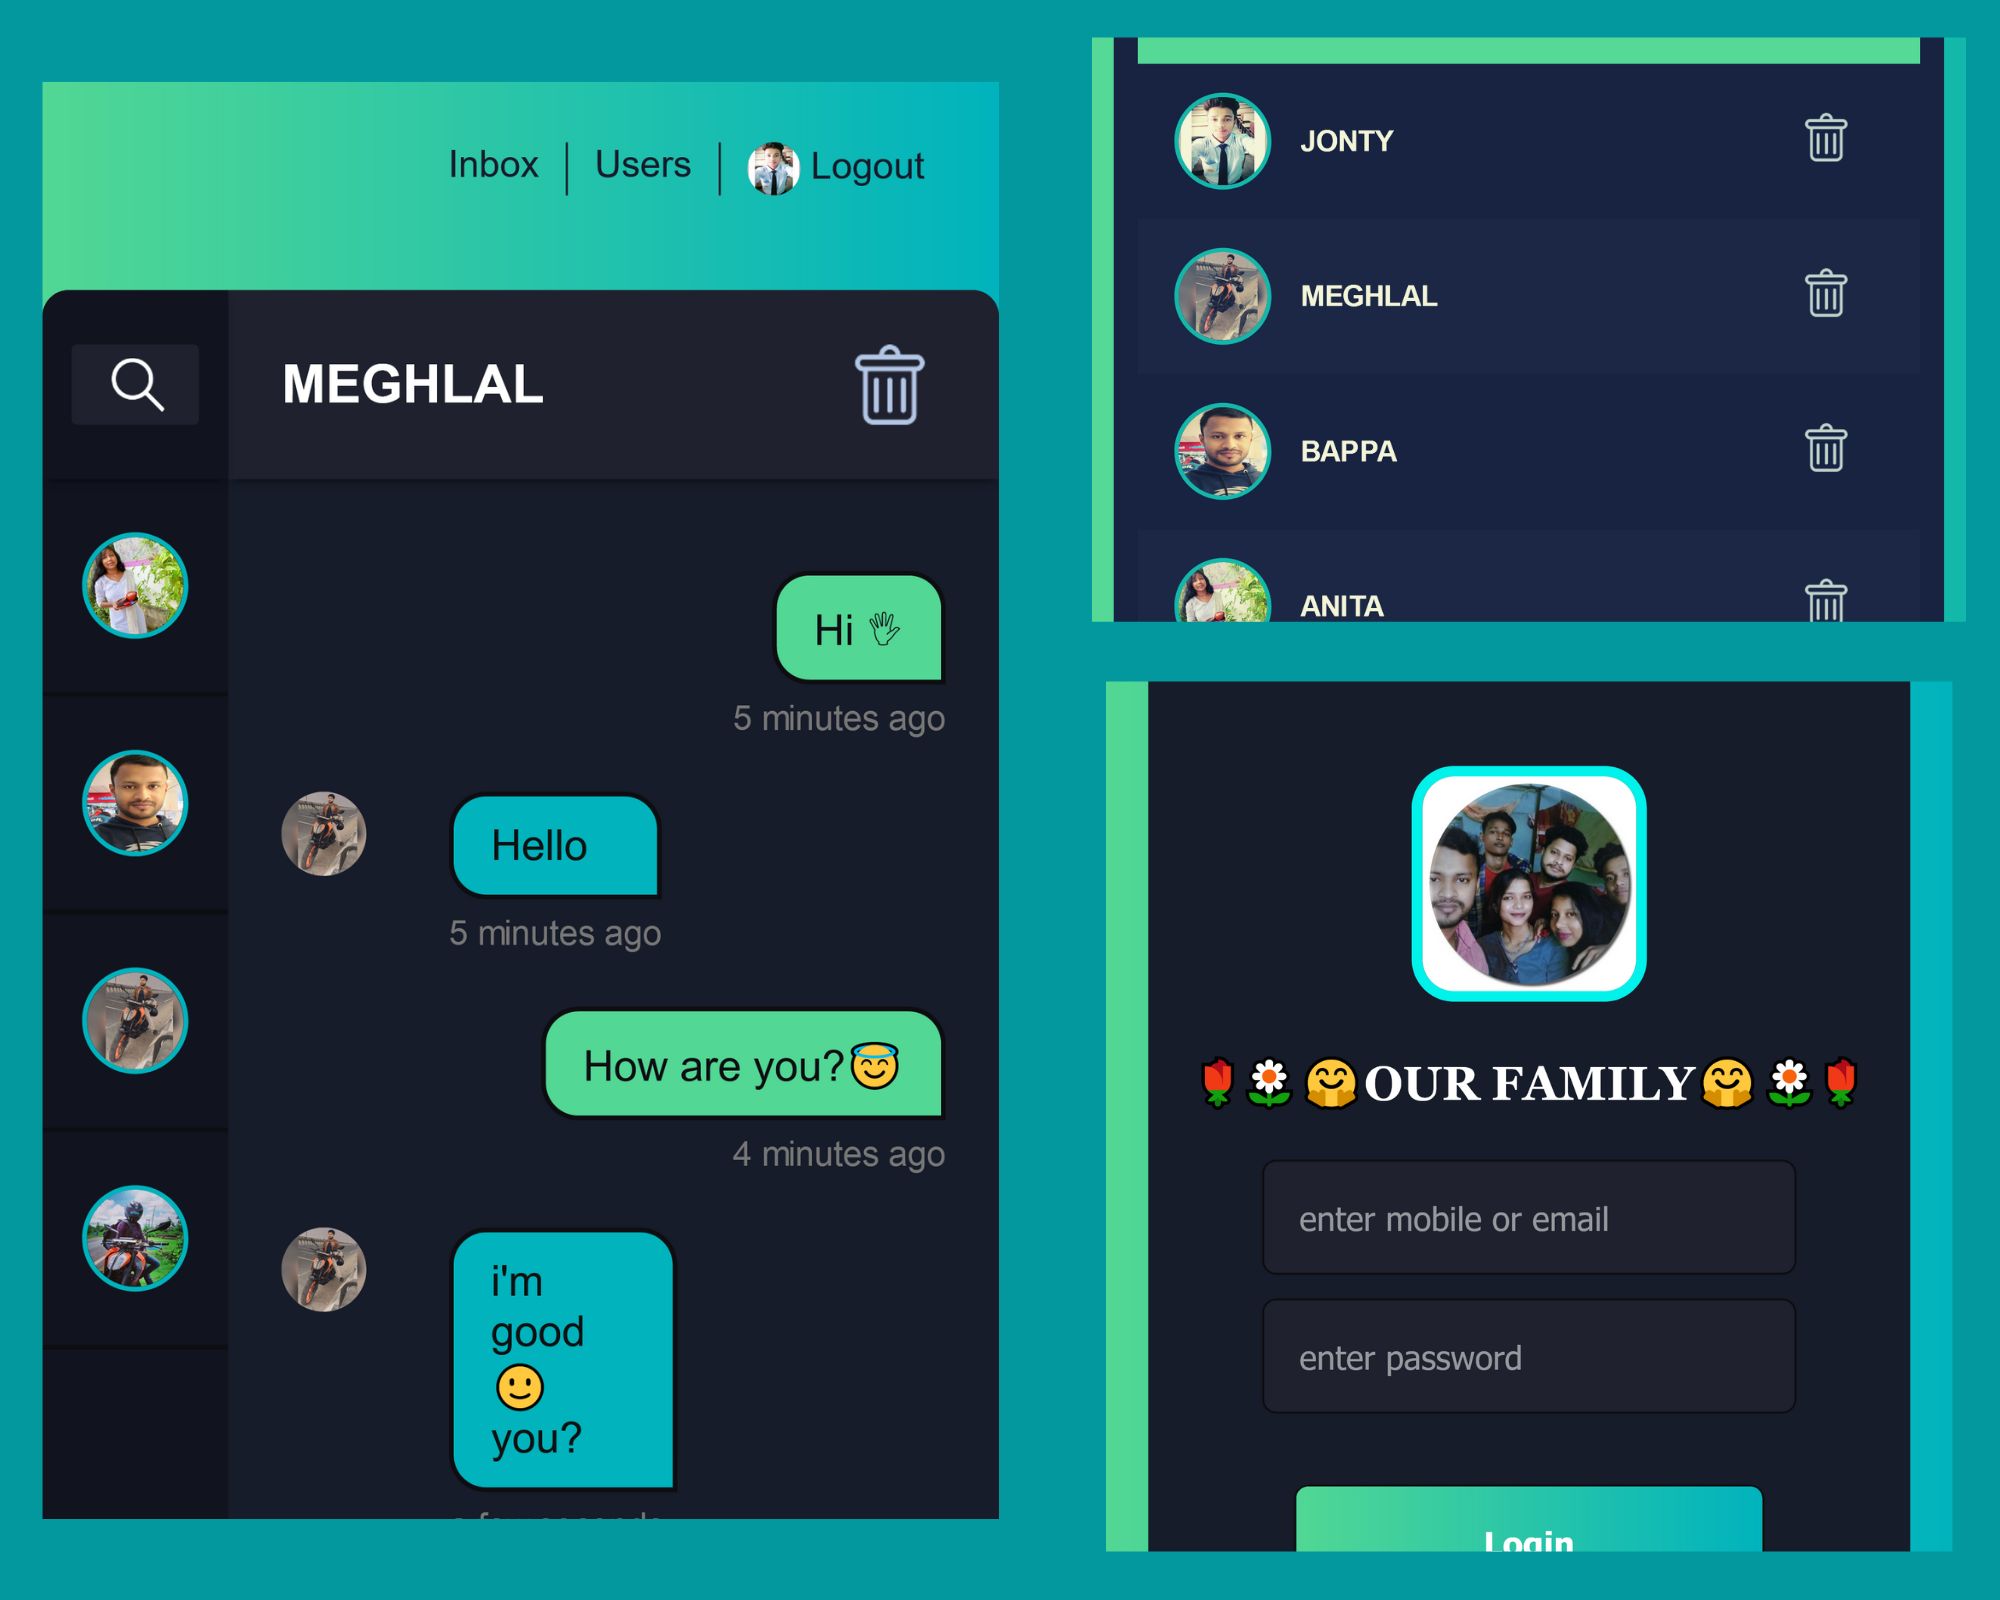 Inbox | Users | Logout
MEGHLAL
Hi 🖐
5 minutes ago
Hello
5 minutes ago
How are you?😇
4 minutes ago
i'm
good
🙂
you?
JONTY
MEGHLAL
BAPPA
ANITA
🌹🌼🤗OUR FAMILY🤗🌼🌹
enter mobile or email
enter password
Login